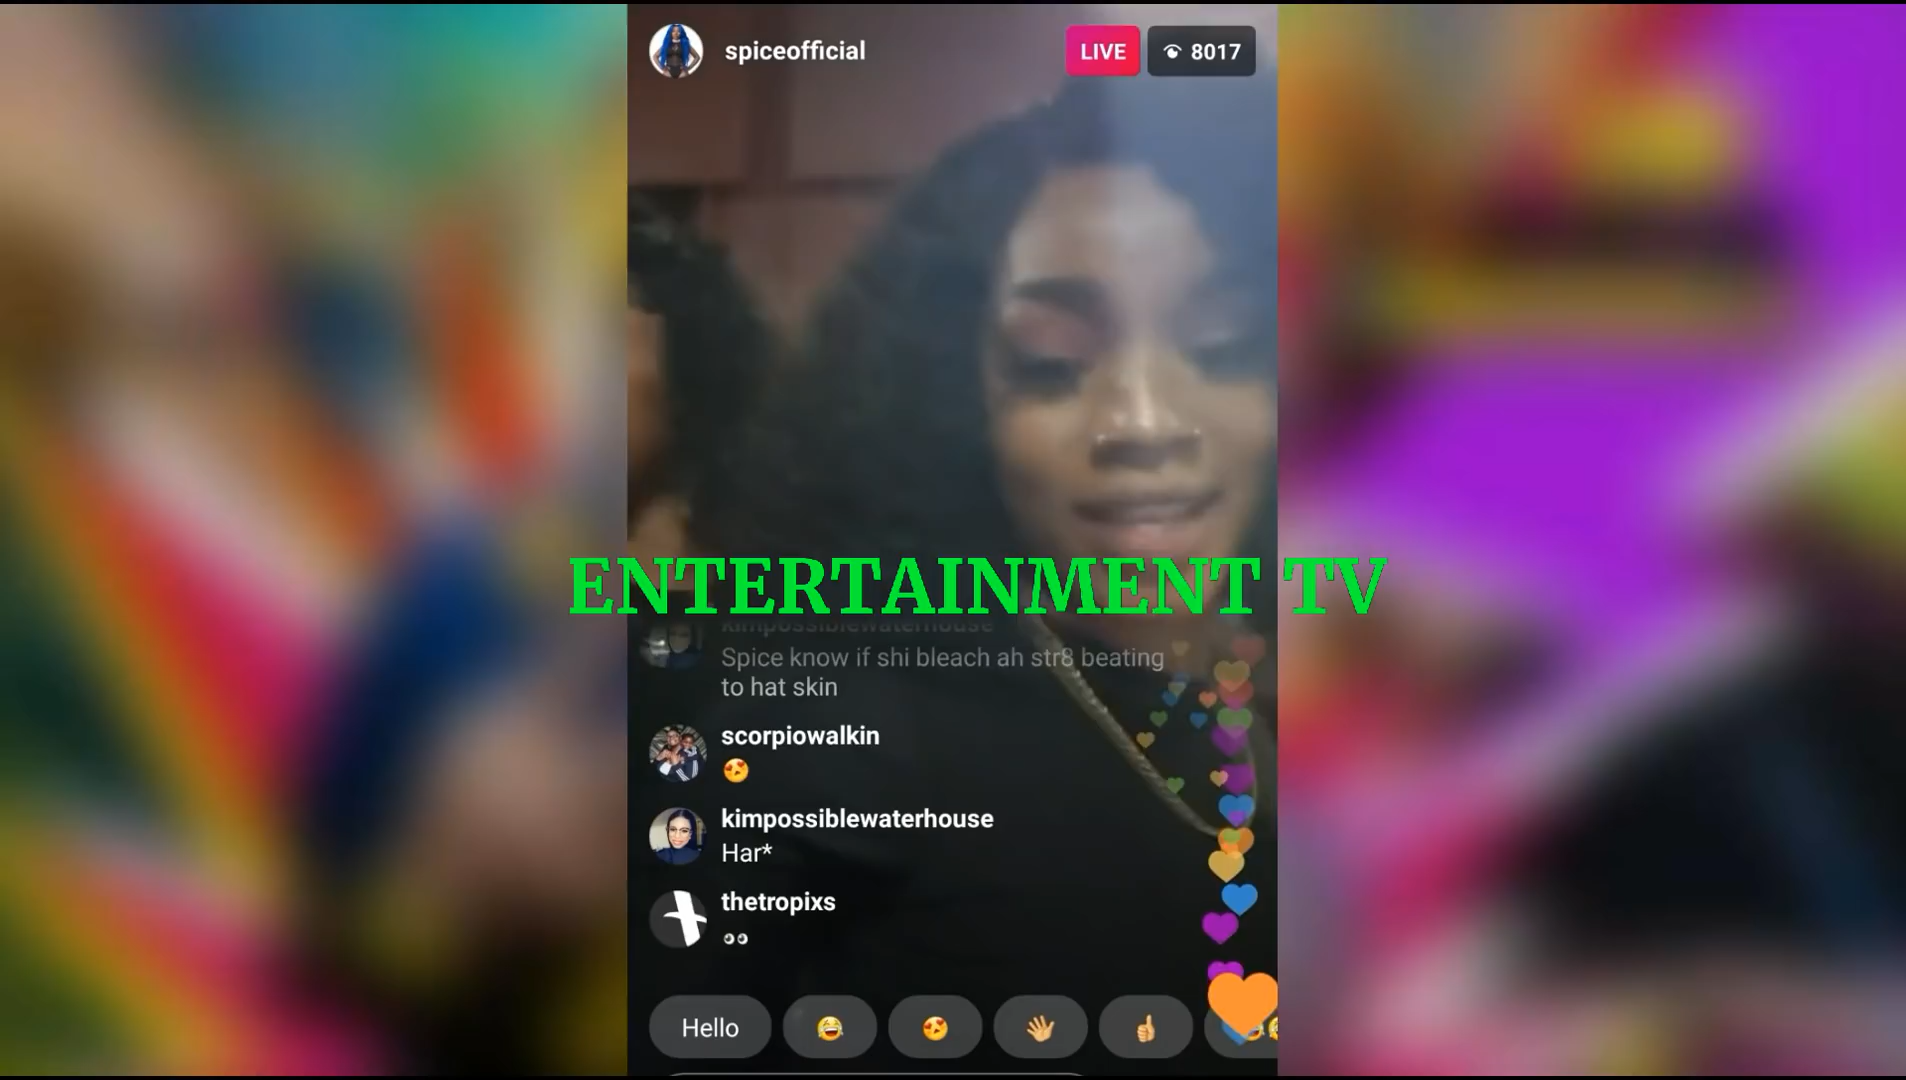 spiceofficial
LIVE
8017
ENTERTAINMENT TV
kimpossiblewaterhouse
Spice know if shi bleach ah str8 beating
to hat skin
scorpiowalkin
😍
kimpossiblewaterhouse
Har*
thetropixs
👀
Hello